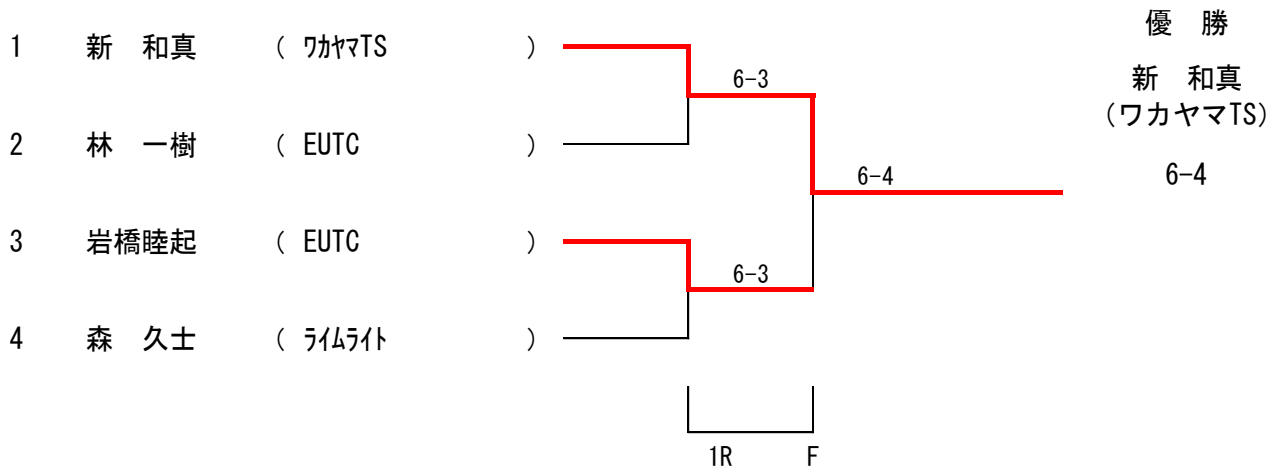 優　勝
1 新　和真 ( ﾜｶﾔﾏTS )
6-3
新　和真
(ワカヤマTS)
2 林　一樹 ( EUTC )
6-4
6-4
3 岩橋睦起 ( EUTC )
6-3
4 森　久士 ( ﾗｲﾑﾗｲﾄ )
1R F